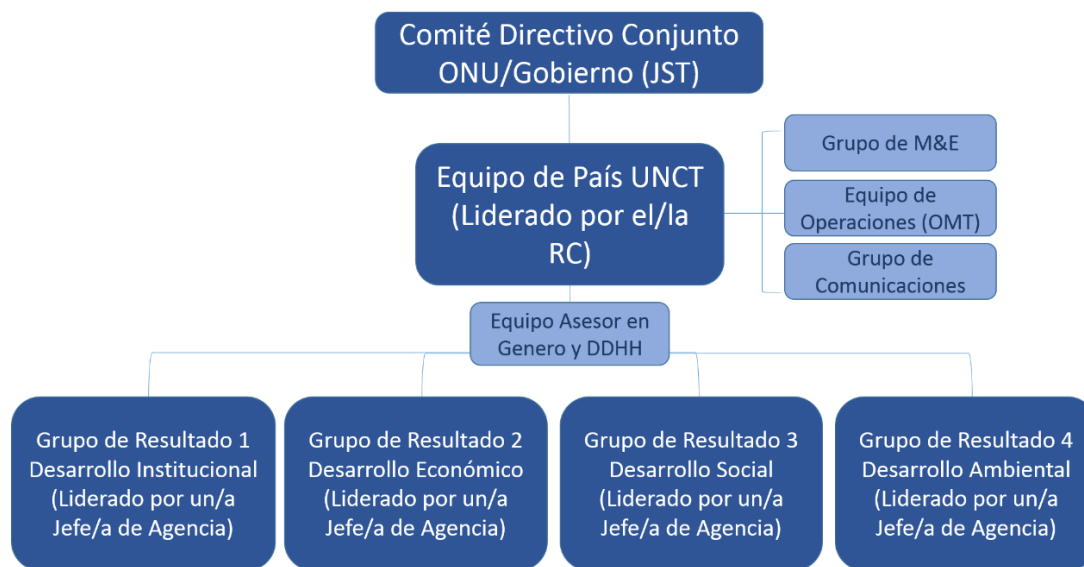 Comité Directivo Conjunto
ONU/Gobierno (JST)
Equipo de País UNCT
(Liderado por el/la
RC)
Grupo de M&E
Equipo de
Operaciones (OMT)
Grupo de
Comunicaciones
Equipo Asesor en
Genero y DDHH
Grupo de Resultado 1
Desarrollo Institucional
(Liderado por un/a
Jefe/a de Agencia)
Grupo de Resultado 2
Desarrollo Económico
(Liderado por un/a
Jefe/a de Agencia)
Grupo de Resultado 3
Desarrollo Social
(Liderado por un/a
Jefe/a de Agencia)
Grupo de Resultado 4
Desarrollo Ambiental
(Liderado por un/a
Jefe/a de Agencia)